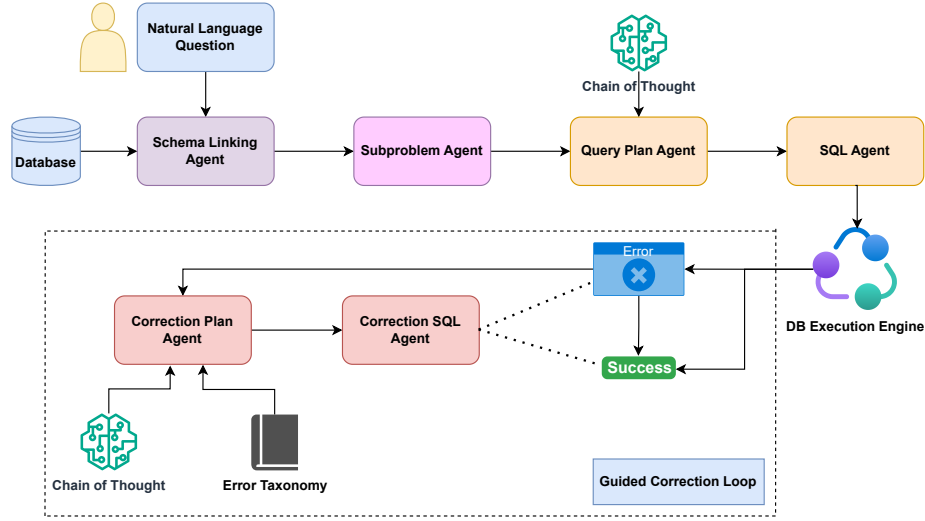 Natural Language
Question
Chain of Thought
Database
Schema Linking
Agent
Subproblem Agent
Query Plan Agent
SQL Agent
Error
DB Execution Engine
Correction Plan
Agent
Correction SQL
Agent
Success
Chain of Thought
Error Taxonomy
Guided Correction Loop